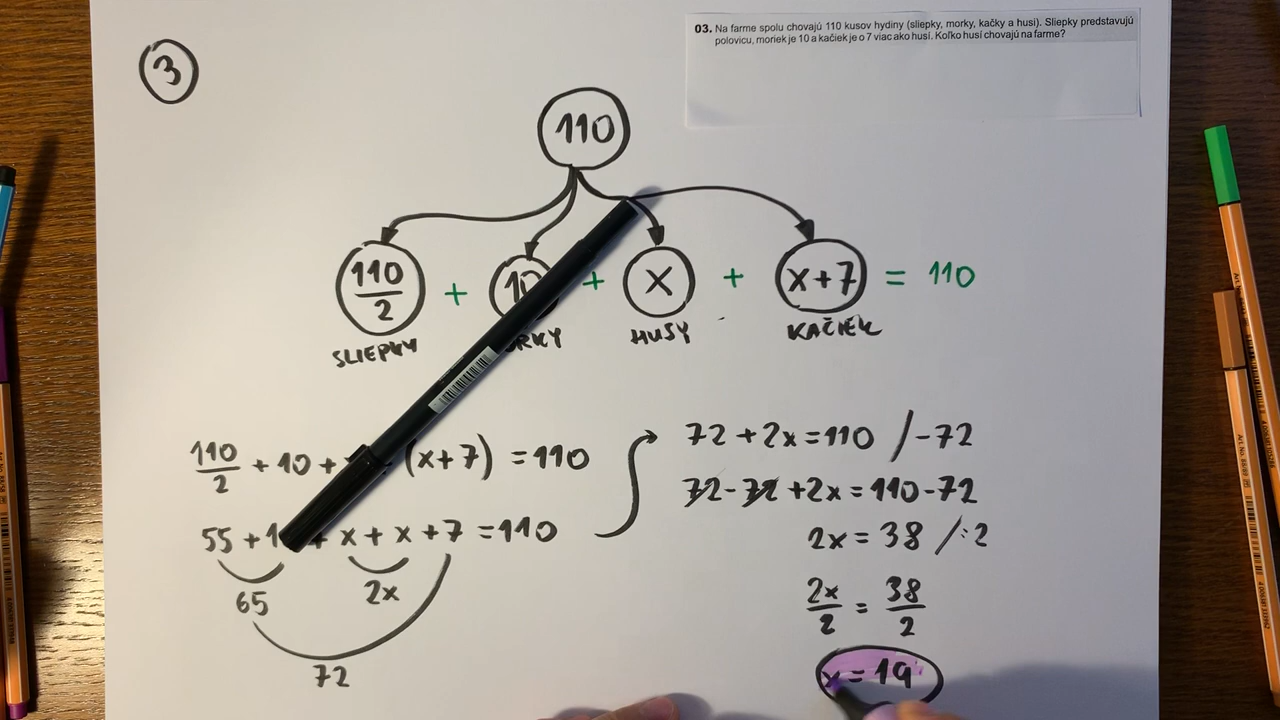 3
03. Na farme spolu chovajú 110 kusov hydiny (sliepky, morky, kačky a husi). Sliepky predstavujú
polovicu, moriek je 10 a kačiek je o 7 viac ako husí. Koľko husí chovajú na farme?
110
110/2 + 10 + x + x+7 = 110
SLIEPKY HUSY KAČIEK
110/2 + 10 + (x+7) = 110
55 + 1 + x + x + 7 = 110
65 2x
72
72 + 2x = 110 / -72
72 - 72 + 2x = 110 - 72
2x = 38 / :2
2x/2 = 38/2
x = 19